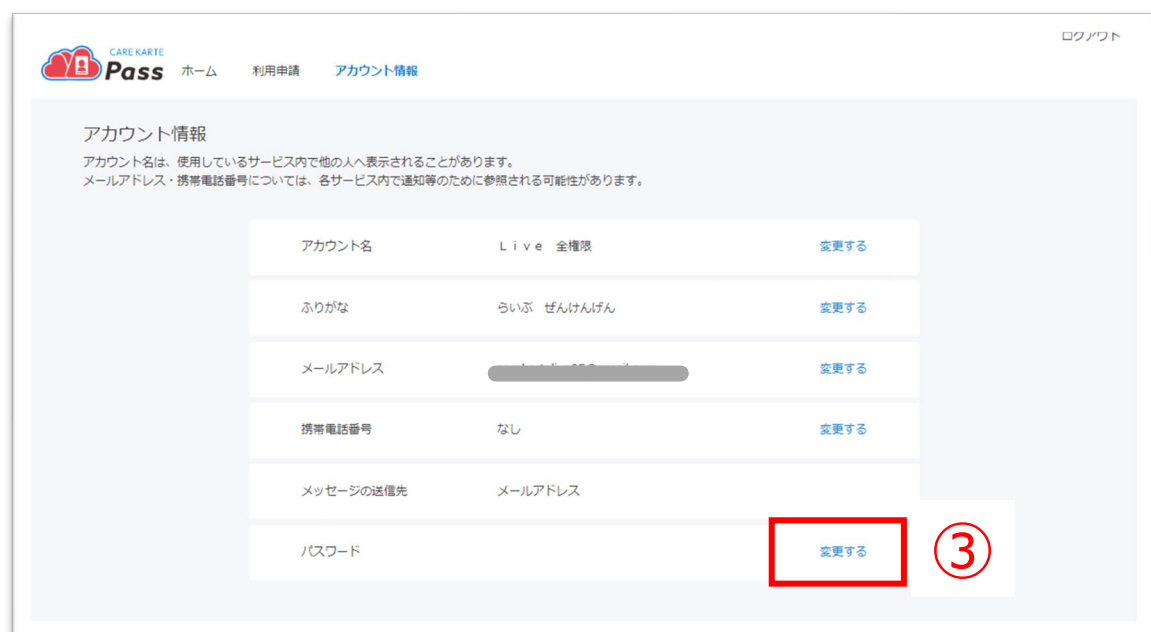 ログアウト
CARE KARTE
Pass ホーム 利用申請 アカウント情報
アカウント情報
アカウント名は、使用しているサービス内で他の人へ表示されることがあります。
メールアドレス・携帯電話番号については、各サービス内で通知等のために参照される可能性があります。
アカウント名 Ｌｉｖｅ　全権限 変更する
ふりがな らいぶ　ぜんけんげん 変更する
メールアドレス 変更する
携帯電話番号 なし 変更する
メッセージの送信先 メールアドレス
パスワード 変更する
③